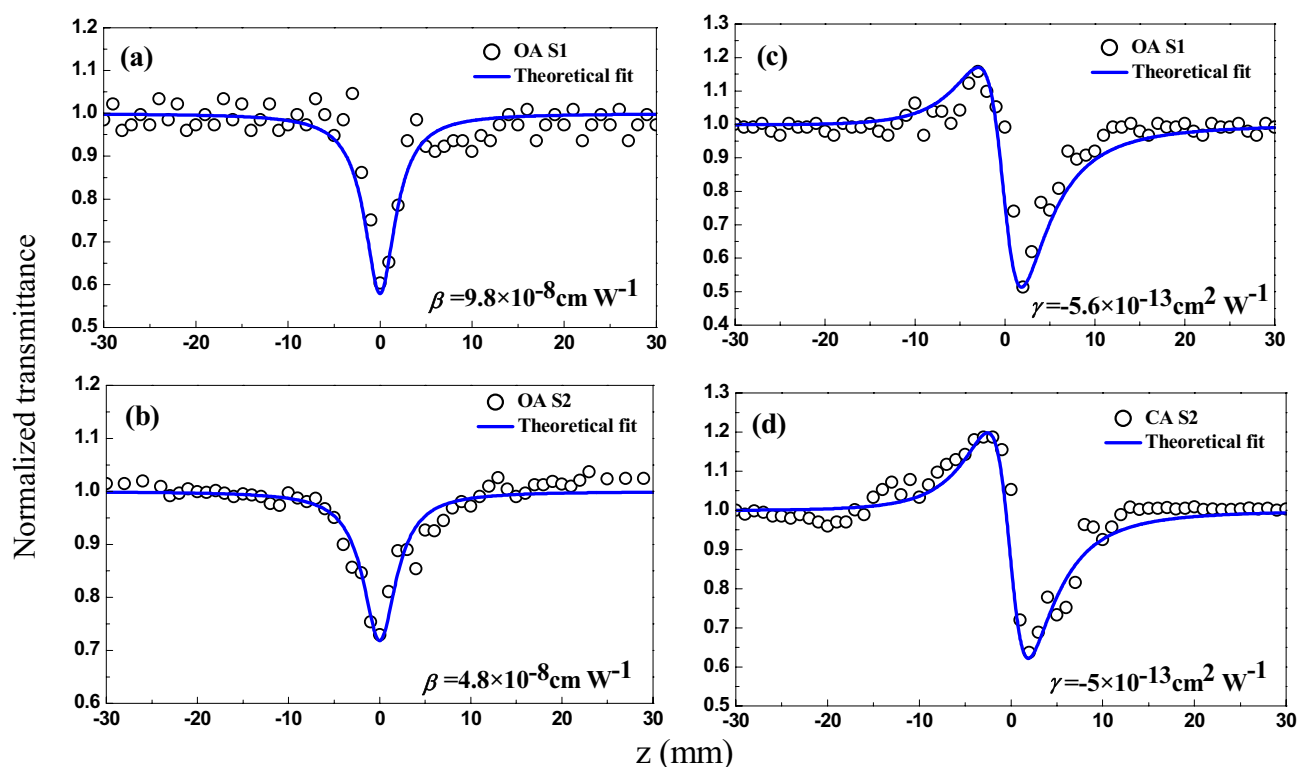 Normalized transmittance
(a)
OA S1
Theoretical fit
β =9.8×10-8cm W-1
1.2
1.1
1.0
0.9
0.8
0.7
0.6
0.5
-30 -20 -10 0 10 20 30
(c)
OA S1
Theoretical fit
γ=-5.6×10-13cm2 W-1
1.3
1.2
1.1
1.0
0.9
0.8
0.7
0.6
0.5
0.4
-30 -20 -10 0 10 20 30
(b)
OA S2
Theoretical fit
β =4.8×10-8cm W-1
1.2
1.1
1.0
0.9
0.8
0.7
0.6
-30 -20 -10 0 10 20 30
(d)
CA S2
Theoretical fit
γ=-5×10-13cm2 W-1
1.3
1.2
1.1
1.0
0.9
0.8
0.7
0.6
0.5
-30 -20 -10 0 10 20 30
z (mm)